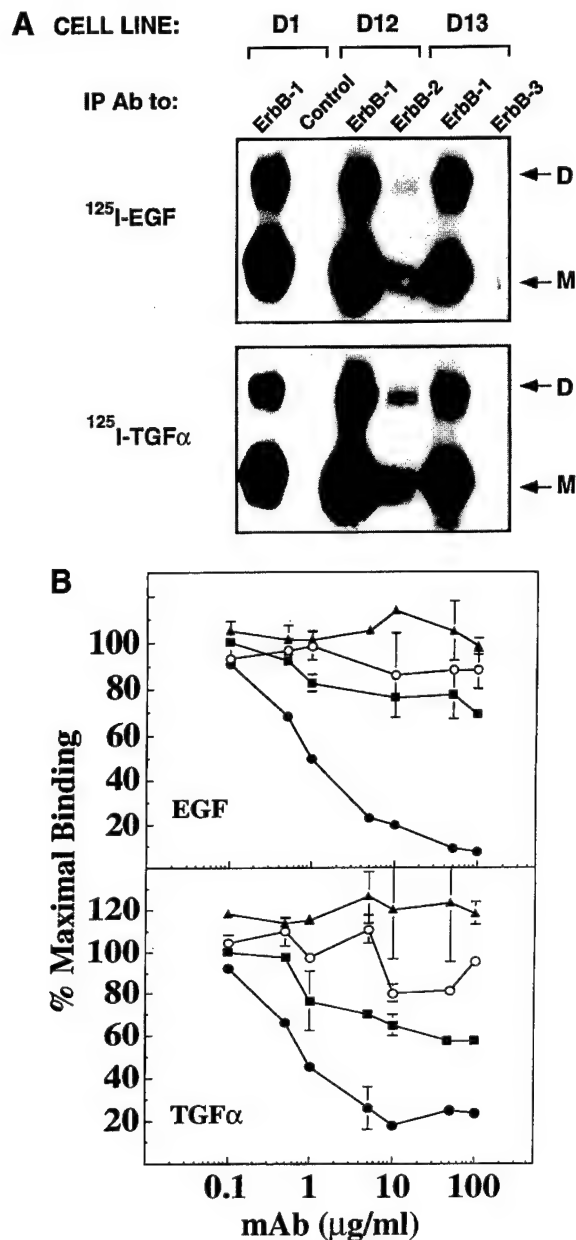 A CELL LINE: D1 D12 D13
IP Ab to: ErbB-1 Control ErbB-1 ErbB-2 ErbB-1 ErbB-3
125I-EGF
D
M
125I-TGFα
D
M
B
% Maximal Binding
100
80
60
40
20
EGF
120
100
80
60
40
20
TGFα
0.1 1 10 100
mAb (μg/ml)